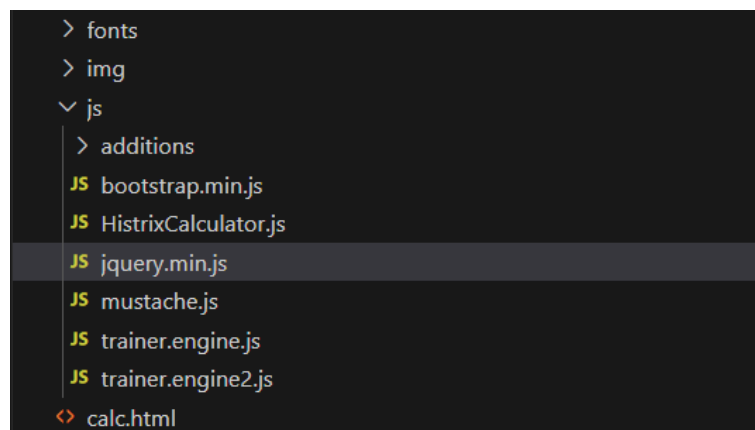 fonts
img
js
additions
JS bootstrap.min.js
JS HistrixCalculator.js
JS jquery.min.js
JS mustache.js
JS trainer.engine.js
JS trainer.engine2.js
<> calc.html